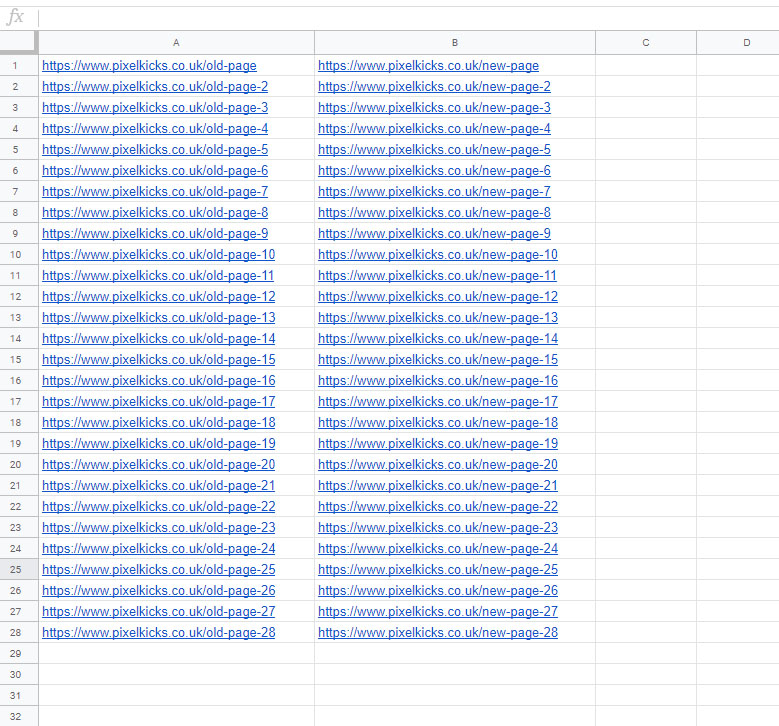 fx
A B C D
1 https://www.pixelkicks.co.uk/old-page https://www.pixelkicks.co.uk/new-page
2 https://www.pixelkicks.co.uk/old-page-2 https://www.pixelkicks.co.uk/new-page-2
3 https://www.pixelkicks.co.uk/old-page-3 https://www.pixelkicks.co.uk/new-page-3
4 https://www.pixelkicks.co.uk/old-page-4 https://www.pixelkicks.co.uk/new-page-4
5 https://www.pixelkicks.co.uk/old-page-5 https://www.pixelkicks.co.uk/new-page-5
6 https://www.pixelkicks.co.uk/old-page-6 https://www.pixelkicks.co.uk/new-page-6
7 https://www.pixelkicks.co.uk/old-page-7 https://www.pixelkicks.co.uk/new-page-7
8 https://www.pixelkicks.co.uk/old-page-8 https://www.pixelkicks.co.uk/new-page-8
9 https://www.pixelkicks.co.uk/old-page-9 https://www.pixelkicks.co.uk/new-page-9
10 https://www.pixelkicks.co.uk/old-page-10 https://www.pixelkicks.co.uk/new-page-10
11 https://www.pixelkicks.co.uk/old-page-11 https://www.pixelkicks.co.uk/new-page-11
12 https://www.pixelkicks.co.uk/old-page-12 https://www.pixelkicks.co.uk/new-page-12
13 https://www.pixelkicks.co.uk/old-page-13 https://www.pixelkicks.co.uk/new-page-13
14 https://www.pixelkicks.co.uk/old-page-14 https://www.pixelkicks.co.uk/new-page-14
15 https://www.pixelkicks.co.uk/old-page-15 https://www.pixelkicks.co.uk/new-page-15
16 https://www.pixelkicks.co.uk/old-page-16 https://www.pixelkicks.co.uk/new-page-16
17 https://www.pixelkicks.co.uk/old-page-17 https://www.pixelkicks.co.uk/new-page-17
18 https://www.pixelkicks.co.uk/old-page-18 https://www.pixelkicks.co.uk/new-page-18
19 https://www.pixelkicks.co.uk/old-page-19 https://www.pixelkicks.co.uk/new-page-19
20 https://www.pixelkicks.co.uk/old-page-20 https://www.pixelkicks.co.uk/new-page-20
21 https://www.pixelkicks.co.uk/old-page-21 https://www.pixelkicks.co.uk/new-page-21
22 https://www.pixelkicks.co.uk/old-page-22 https://www.pixelkicks.co.uk/new-page-22
23 https://www.pixelkicks.co.uk/old-page-23 https://www.pixelkicks.co.uk/new-page-23
24 https://www.pixelkicks.co.uk/old-page-24 https://www.pixelkicks.co.uk/new-page-24
25 https://www.pixelkicks.co.uk/old-page-25 https://www.pixelkicks.co.uk/new-page-25
26 https://www.pixelkicks.co.uk/old-page-26 https://www.pixelkicks.co.uk/new-page-26
27 https://www.pixelkicks.co.uk/old-page-27 https://www.pixelkicks.co.uk/new-page-27
28 https://www.pixelkicks.co.uk/old-page-28 https://www.pixelkicks.co.uk/new-page-28
29
30
31
32